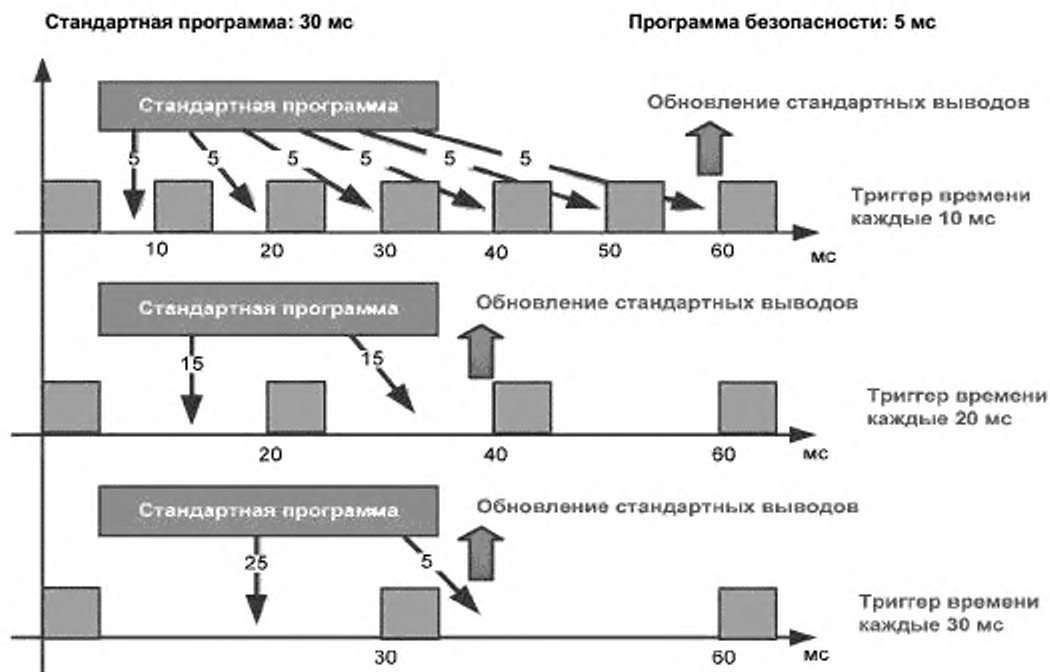 Стандартная программа: 30 мс
Программа безопасности: 5 мс
Стандартная программа
Обновление стандартных выводов
5 5 5 5 5 5
Триггер времени
каждые 10 мс
10 20 30 40 50 60 мс
Стандартная программа
Обновление стандартных выводов
15 15
Триггер времени
каждые 20 мс
20 40 60 мс
Стандартная программа
Обновление стандартных выводов
25 5
Триггер времени
каждые 30 мс
30 60 мс